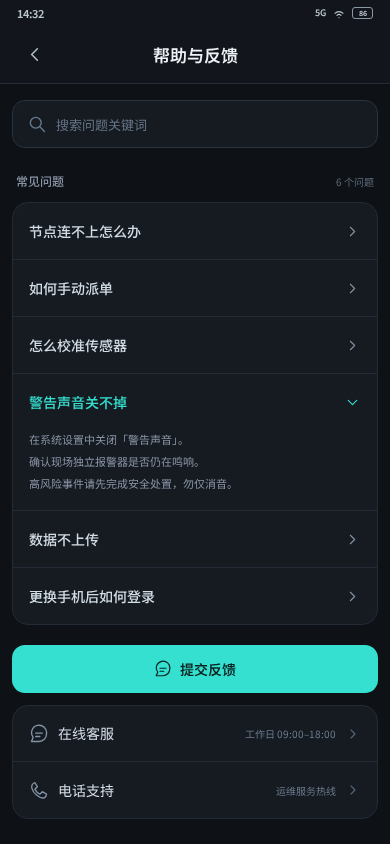 14:32
5G
86
帮助与反馈
搜索问题关键词
常见问题
6 个问题
节点连不上怎么办
如何手动派单
怎么校准传感器
警告声音关不掉
在系统设置中关闭「警告声音」。
确认现场独立报警器是否仍在鸣响。
高风险事件请先完成安全处置，勿仅消音。
数据不上传
更换手机后如何登录
提交反馈
在线客服
工作日 09:00–18:00
电话支持
运维服务热线